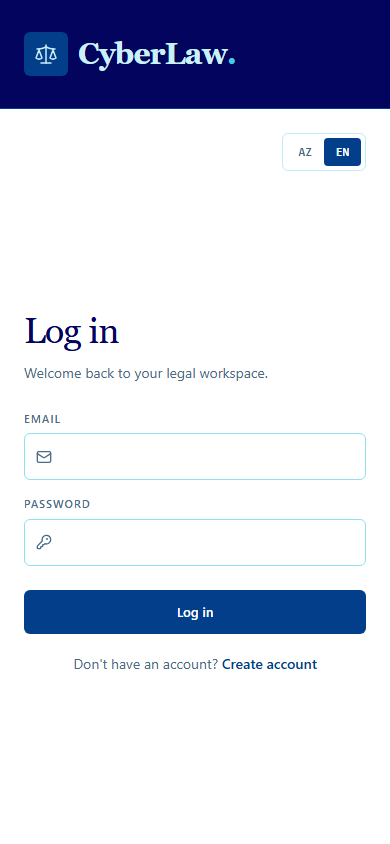 CyberLaw.
AZ EN
Log in
Welcome back to your legal workspace.
EMAIL
PASSWORD
Log in
Don't have an account? Create account